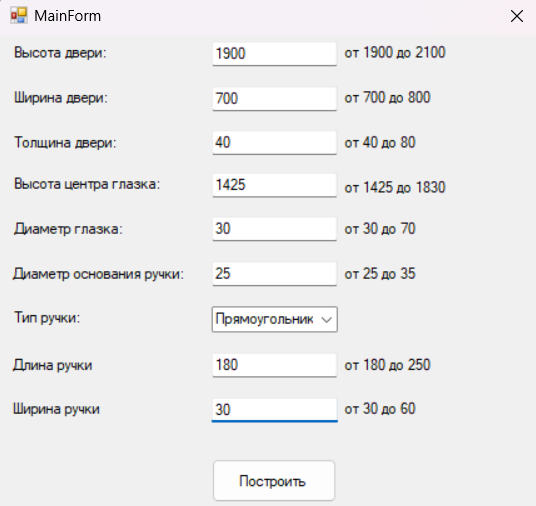 MainForm
Высота двери: 1900 от 1900 до 2100
Ширина двери: 700 от 700 до 800
Толщина двери: 40 от 40 до 80
Высота центра глазка: 1425 от 1425 до 1830
Диаметр глазка: 30 от 30 до 70
Диаметр основания ручки: 25 от 25 до 35
Тип ручки: Прямоугольник
Длина ручки 180 от 180 до 250
Ширина ручки 30 от 30 до 60
Построить